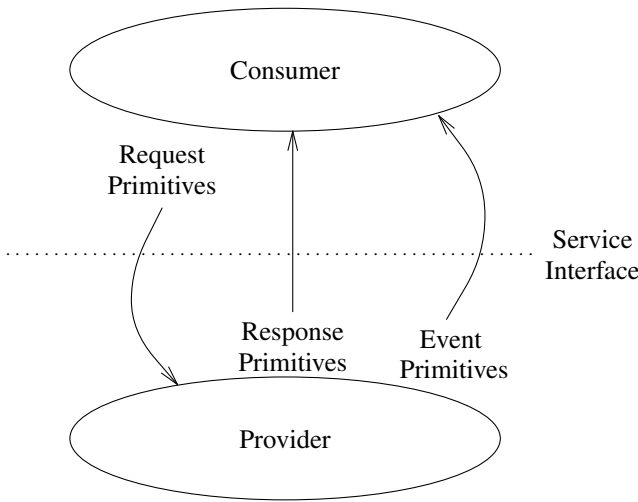 Consumer
Request
Primitives
Service
Interface
Response
Primitives
Event
Primitives
Provider